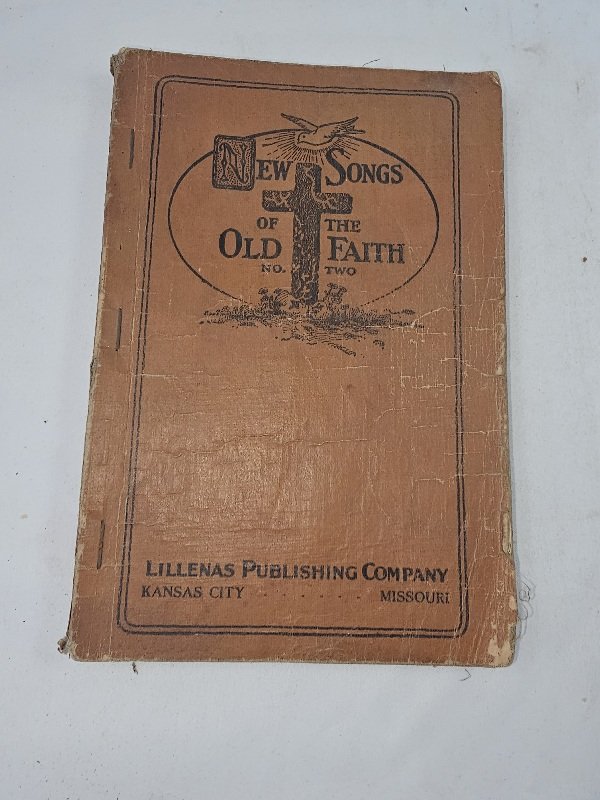 NEW SONGS
OF THE
OLD FAITH
NO. TWO
LILLENAS PUBLISHING COMPANY
KANSAS CITY . . . . . . . MISSOURI